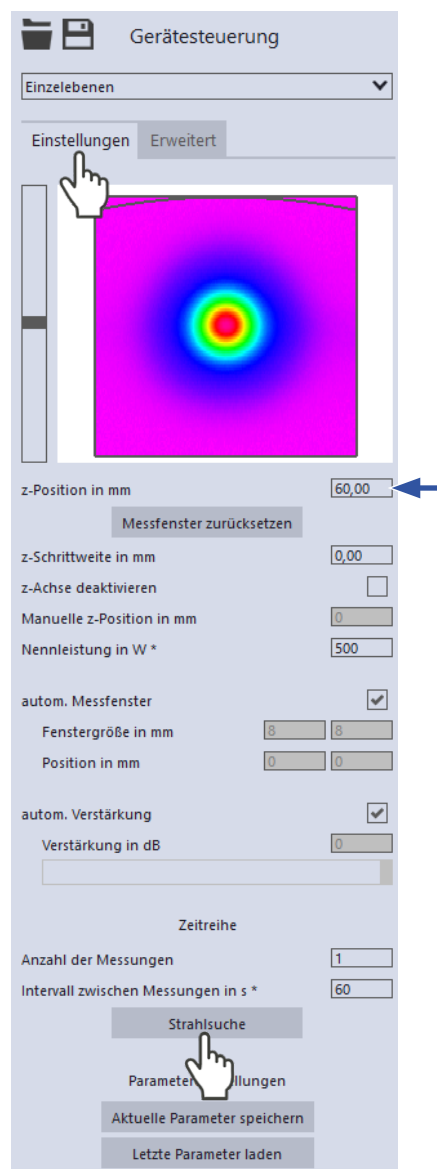 Gerätesteuerung
Einzelebenen
Einstellungen Erweitert
z-Position in mm 60,00
Messfenster zurücksetzen
z-Schrittweite in mm 0,00
z-Achse deaktivieren
Manuelle z-Position in mm 0
Nennleistung in W * 500
autom. Messfenster
Fenstergröße in mm 8 8
Position in mm 0 0
autom. Verstärkung
Verstärkung in dB 0
Zeitreihe
Anzahl der Messungen 1
Intervall zwischen Messungen in s * 60
Strahlsuche
Aktuelle Parameter speichern
Letzte Parameter laden